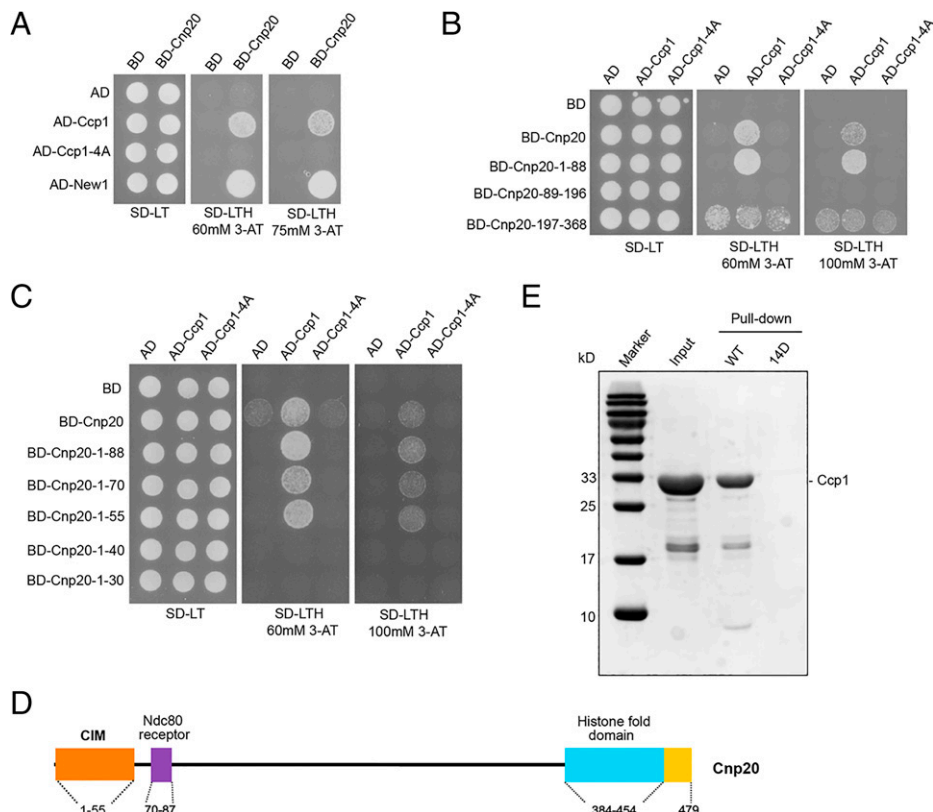 A
BD
BD-Cnp20
BD
BD-Cnp20
BD
BD-Cnp20
AD
AD-Ccp1
AD-Ccp1-4A
AD-New1
SD-LT
SD-LTH
60mM 3-AT
SD-LTH
75mM 3-AT
B
AD
AD-Ccp1
AD-Ccp1-4A
AD
AD-Ccp1
AD-Ccp1-4A
AD
AD-Ccp1
AD-Ccp1-4A
BD
BD-Cnp20
BD-Cnp20-1-88
BD-Cnp20-89-196
BD-Cnp20-197-368
SD-LT
SD-LTH
60mM 3-AT
SD-LTH
100mM 3-AT
C
AD
AD-Ccp1
AD-Ccp1-4A
AD
AD-Ccp1
AD-Ccp1-4A
AD
AD-Ccp1
AD-Ccp1-4A
BD
BD-Cnp20
BD-Cnp20-1-88
BD-Cnp20-1-70
BD-Cnp20-1-55
BD-Cnp20-1-40
BD-Cnp20-1-30
SD-LT
SD-LTH
60mM 3-AT
SD-LTH
100mM 3-AT
E
Pull-down
kD
Marker
Input
WT
14D
33
25
17
10
- Ccp1
D
CIM
Ndc80
receptor
Histone fold
domain
Cnp20
1-55
70-87
384-454
479